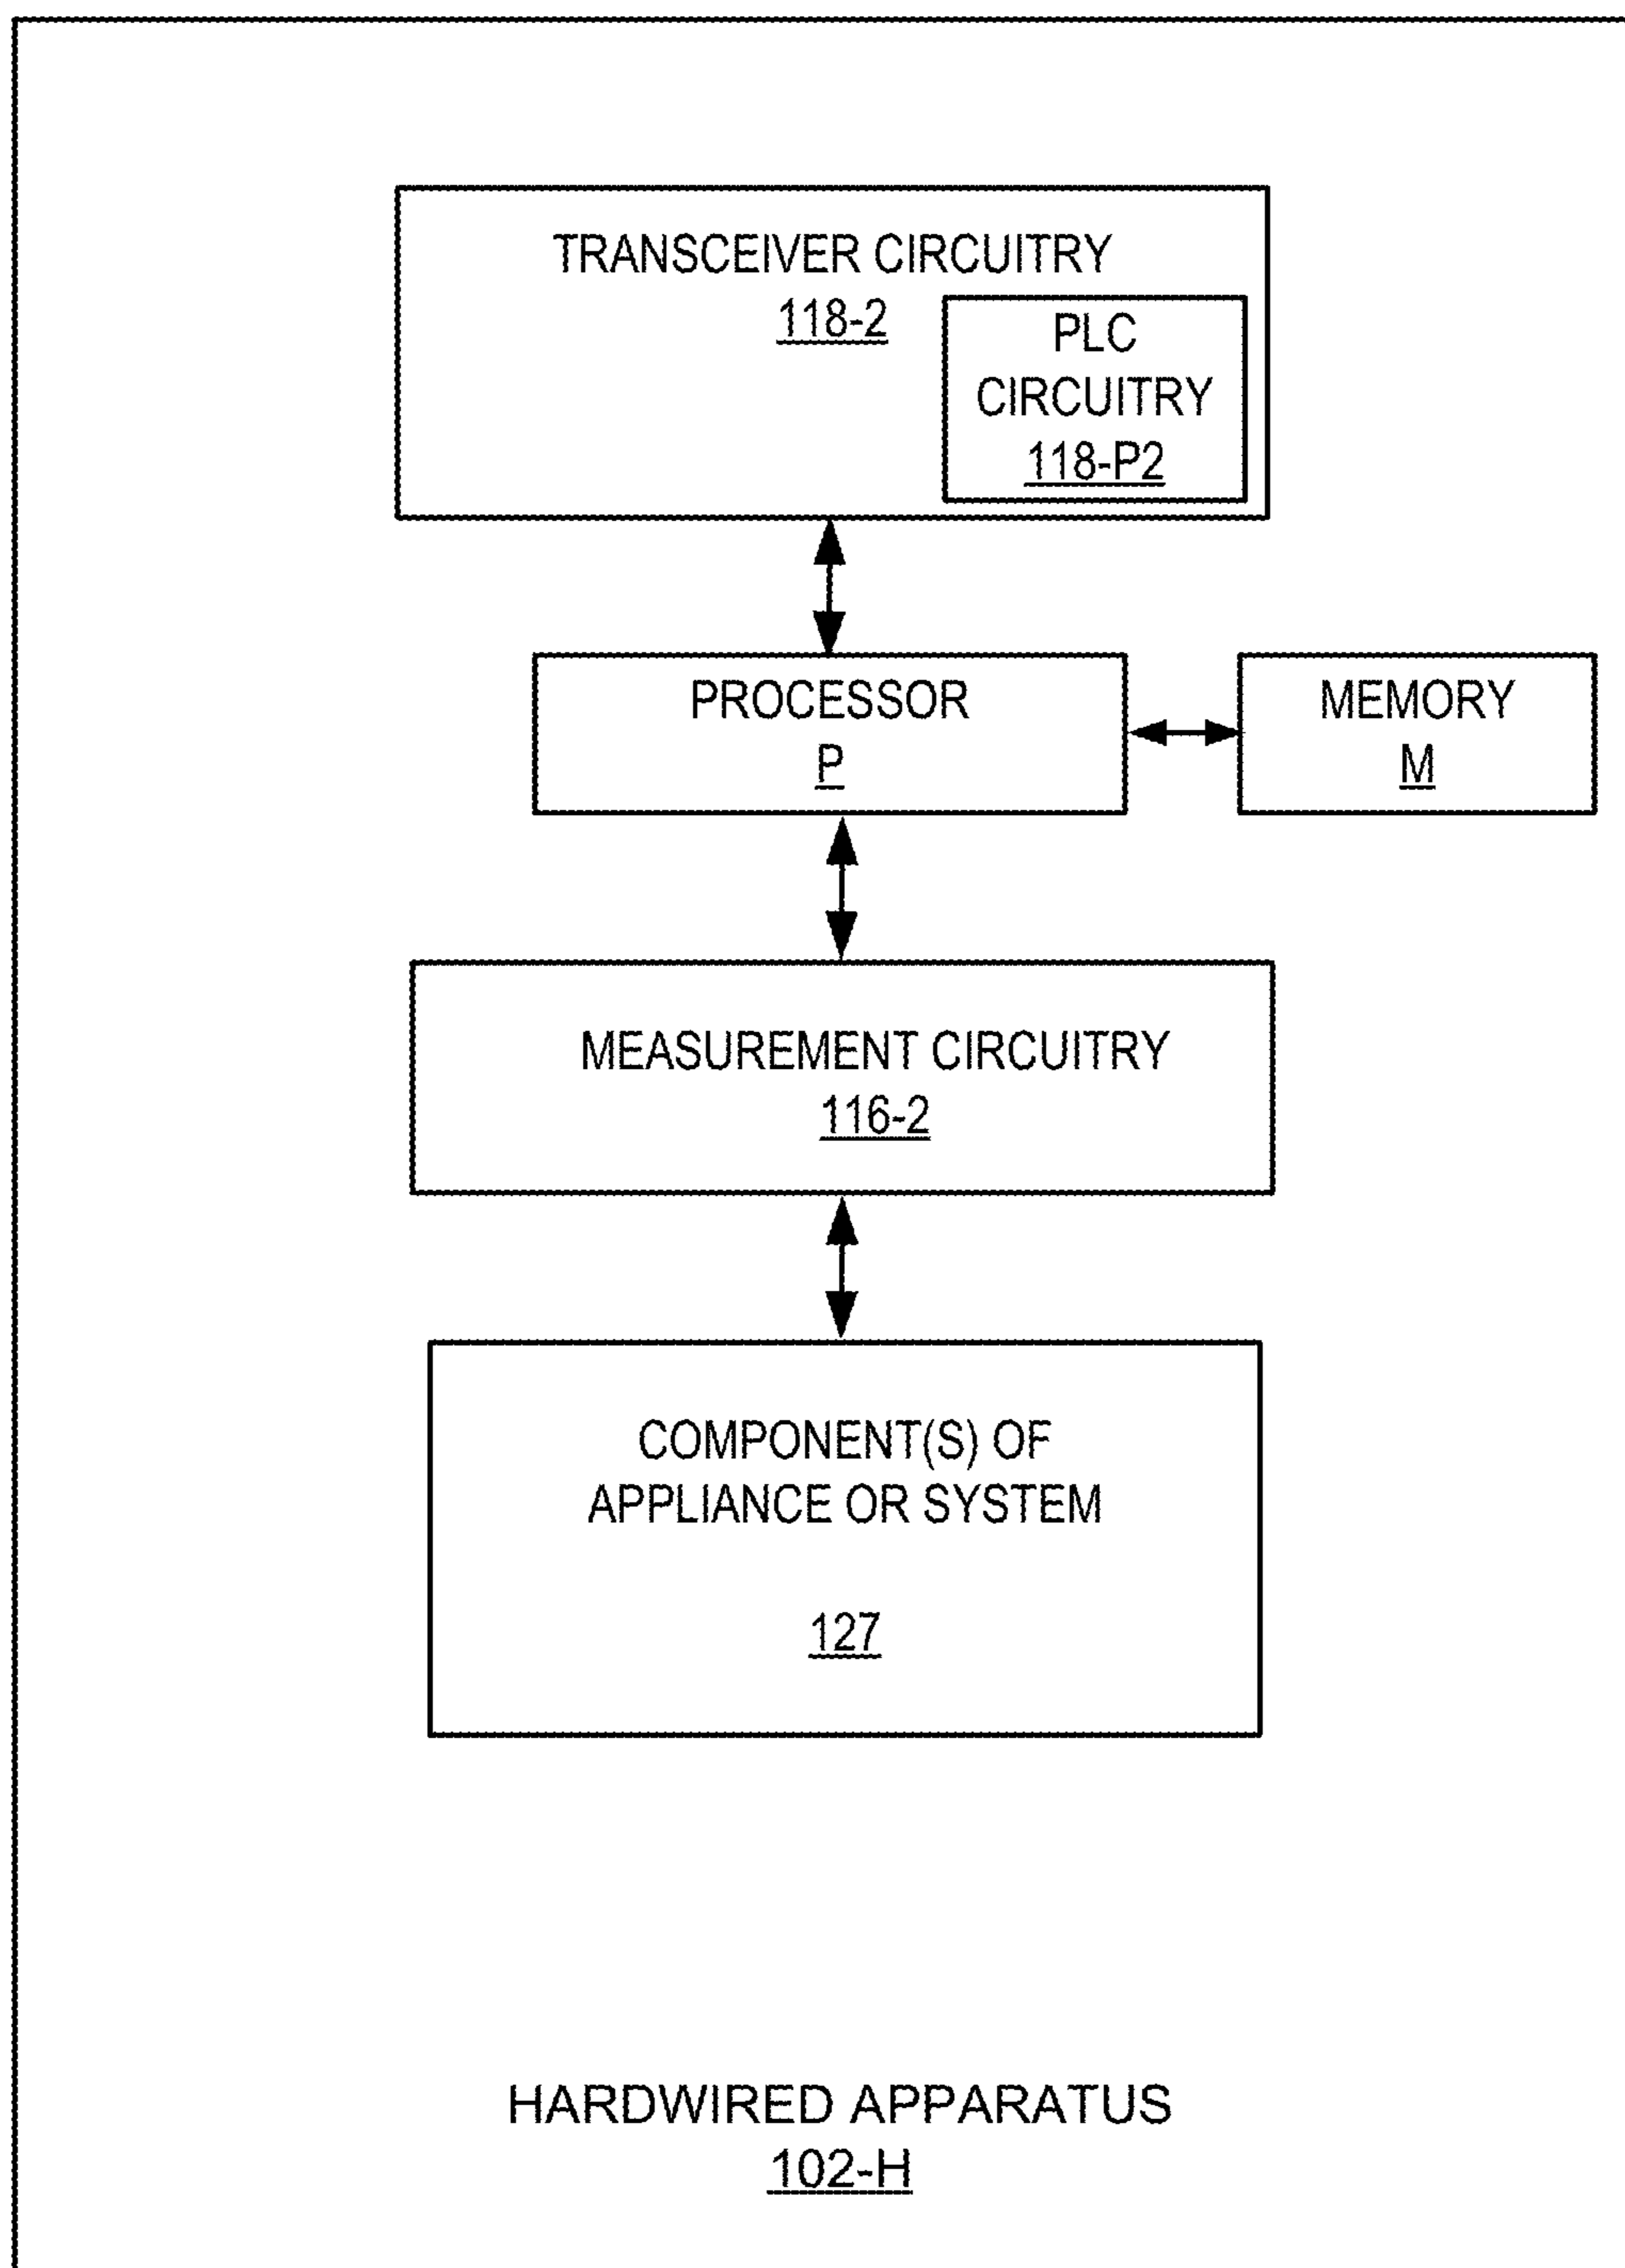 TRANSCEIVER CIRCUITRY
118-2
PLC
CIRCUITRY
118-P2
PROCESSOR
P
MEMORY
M
MEASUREMENT CIRCUITRY
116-2
COMPONENT(S) OF
APPLIANCE OR SYSTEM
127
HARDWIRED APPARATUS
102-H